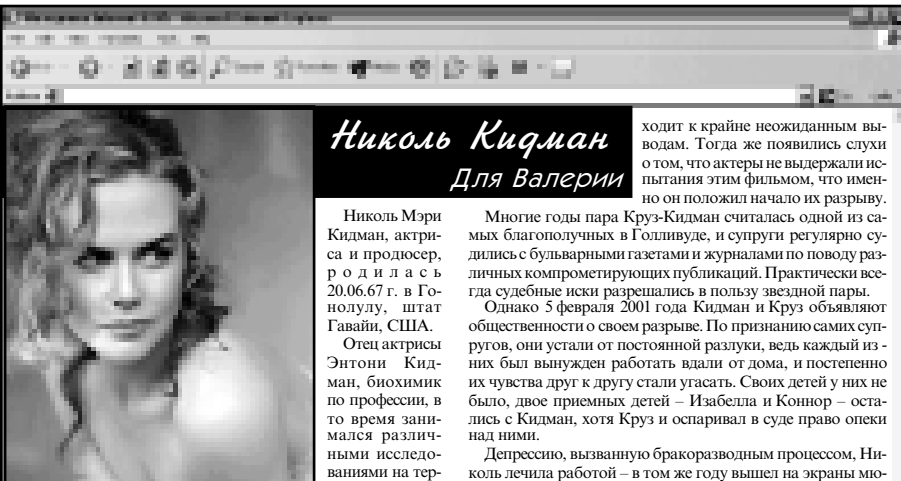 Николь Кидман
Для Валерии
Николь Мэри
Кидман, актри-
са и продюсер,
родилась
20.06.67 г. в Го-
нолулу, штат
Гавайи, США.
Отец актрисы
Энтони Кид-
ман, биохимик
по профессии, в
то время зани-
мался различ-
ными исследо-
ваниями на тер-
ходит к крайне неожиданным вы-
водам. Тогда же появились слухи
о том, что актеры не выдержали ис-
пытания этим фильмом, что имен-
но он положил начало их разрыву.
Многие годы пара Круз-Кидман считалась одной из са-
мых благополучных в Голливуде, и супруги регулярно су-
дились с бульварными газетами и журналами по поводу раз-
личных компрометирующих публикаций. Практически все-
гда судебные иски разрешались в пользу звездной пары.
Однако 5 февраля 2001 года Кидман и Круз объявляют
общественности о своем разрыве. По признанию самих суп-
ругов, они устали от постоянной разлуки, ведь каждый из -
них был вынужден работать вдали от дома, и постепенно
их чувства друг к другу стали угасать. Своих детей у них не
было, двое приемных детей – Изабелла и Коннор – оста-
лись с Кидман, хотя Круз и оспаривал в суде право опеки
над ними.
Депрессию, вызванную бракоразводным процессом, Ни-
коль лечила работой – в том же году вышел на экраны мю-